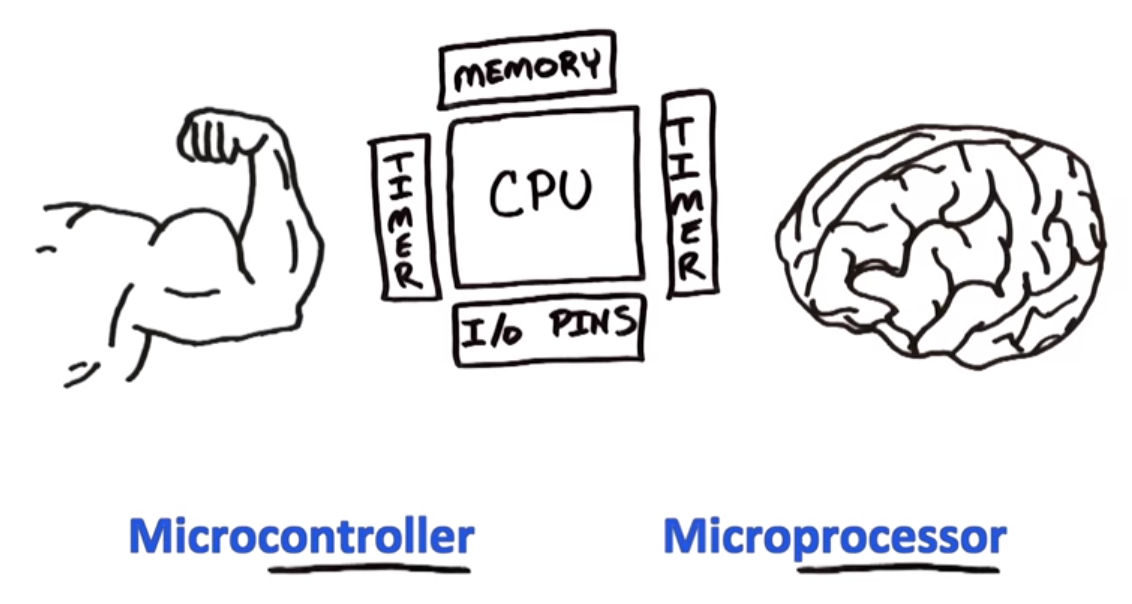 MEMORY
TIMER
CPU
TIMER
I/O PINS
Microcontroller
Microprocessor